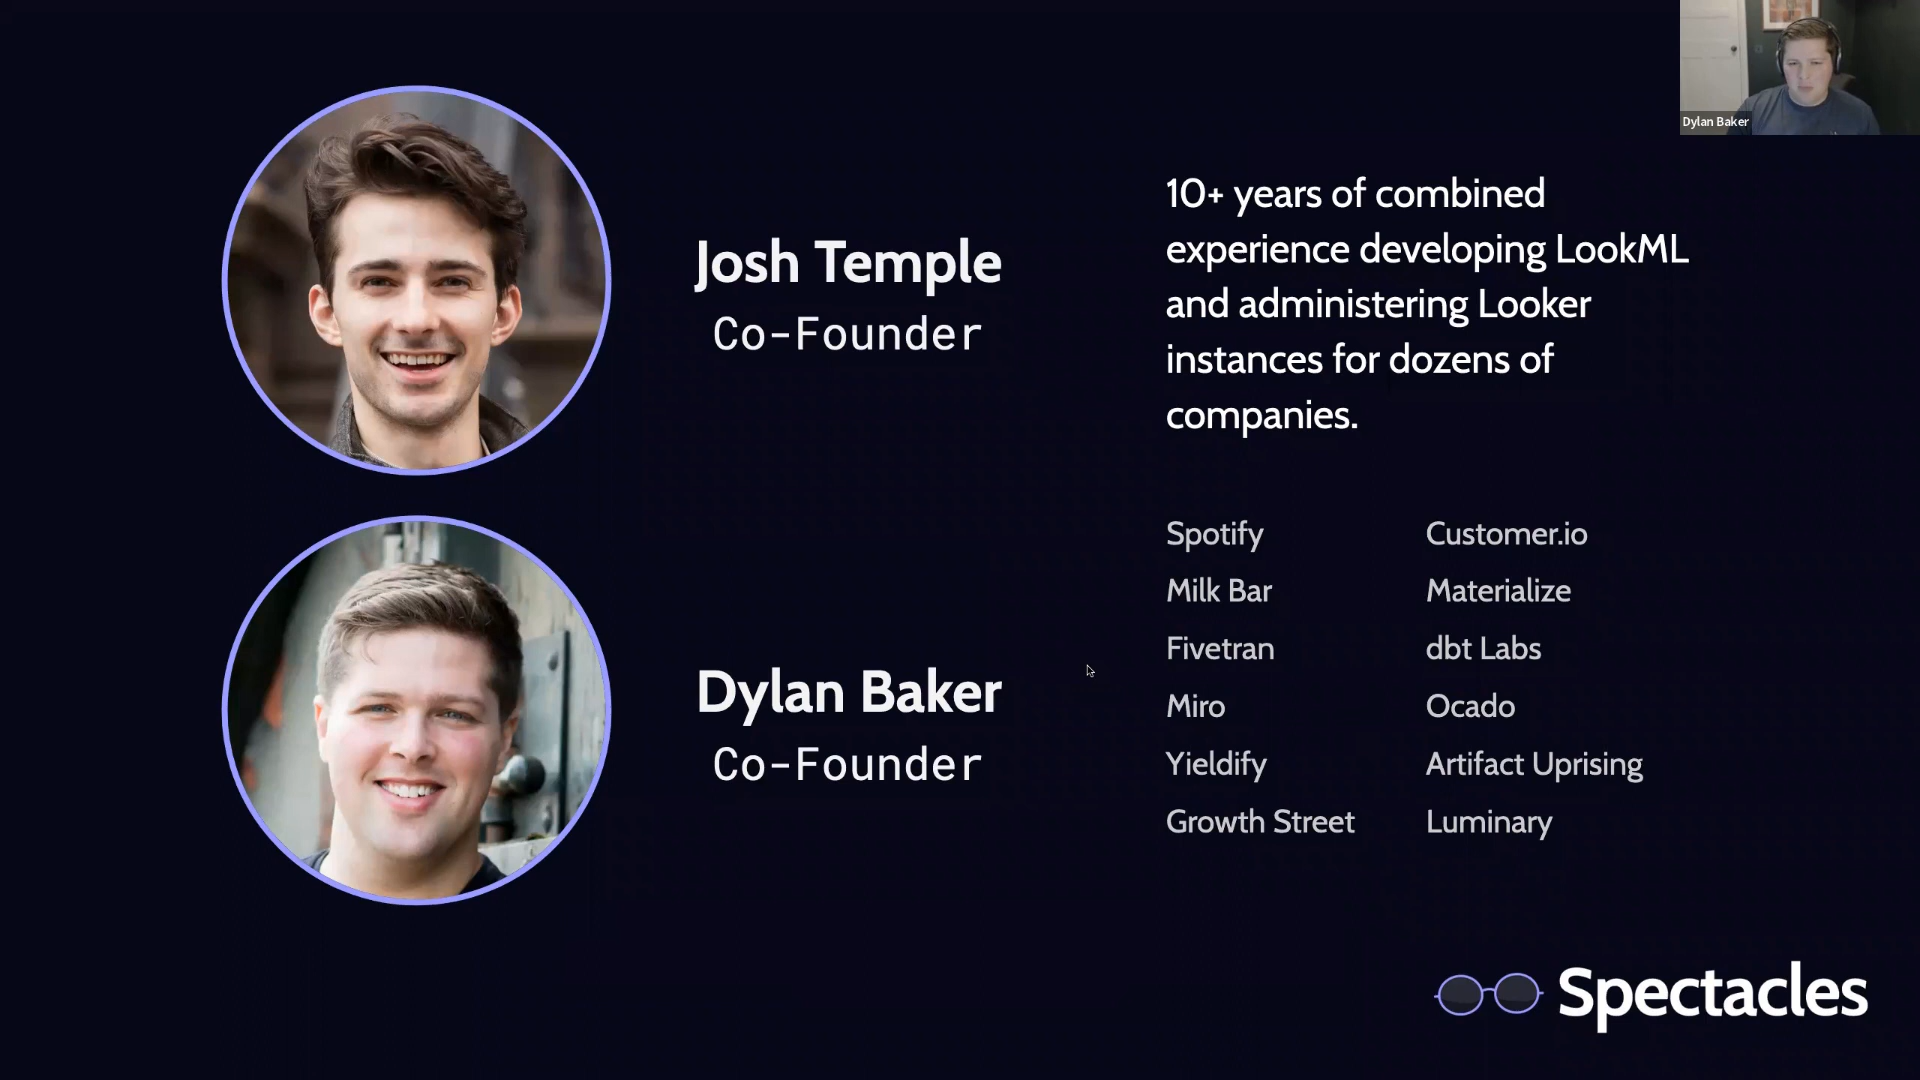 Dylan Baker
Josh Temple
Co-Founder
Dylan Baker
Co-Founder
10+ years of combined
experience developing LookML
and administering Looker
instances for dozens of
companies.
Spotify
Milk Bar
Fivetran
Miro
Yieldify
Growth Street
Customer.io
Materialize
dbt Labs
Ocado
Artifact Uprising
Luminary
Spectacles